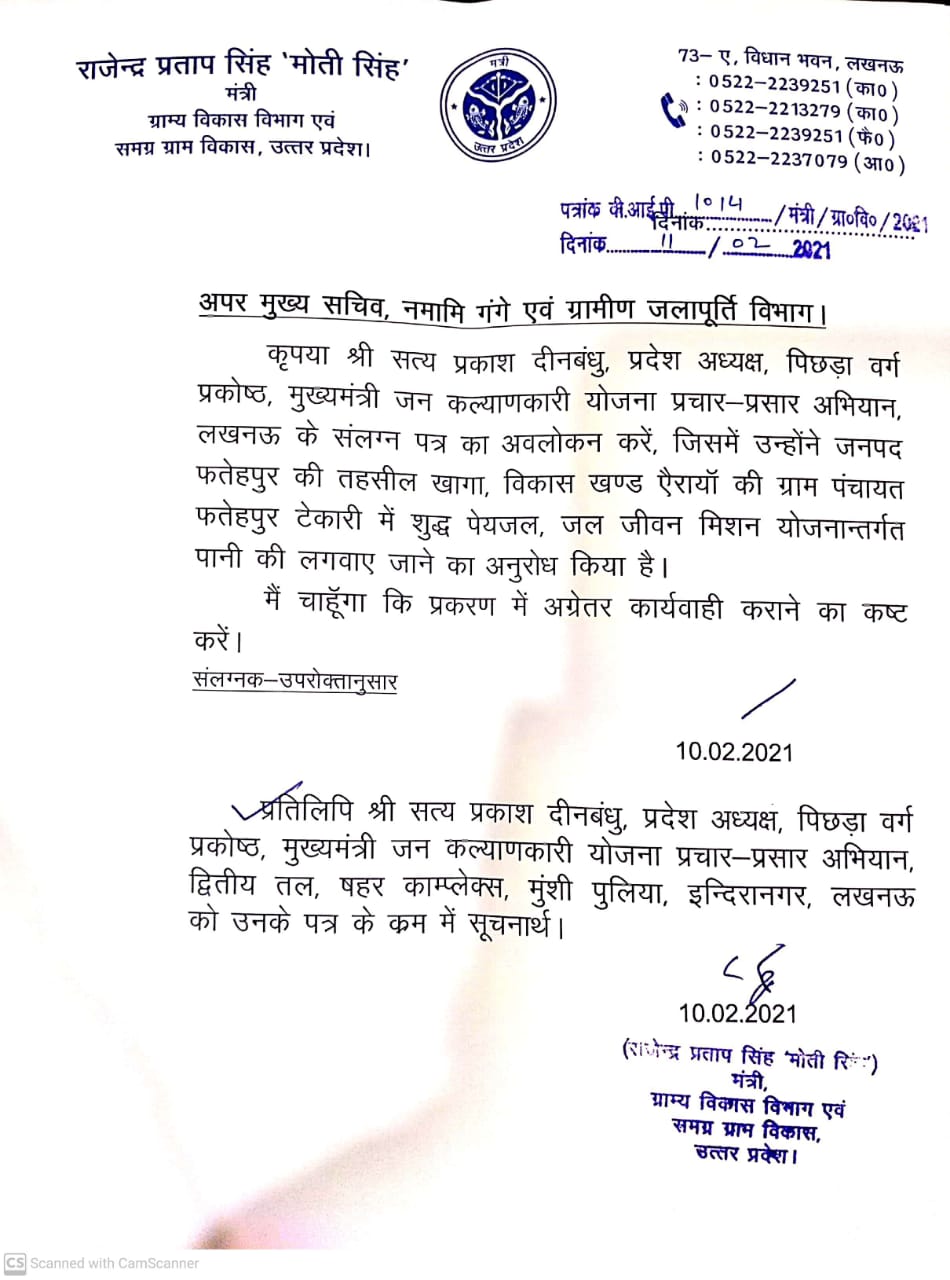 राजेन्द्र प्रताप सिंह 'मोती सिंह'
मंत्री
ग्राम्य विकास विभाग एवं
समग्र ग्राम विकास, उत्तर प्रदेश।
मंत्री
उत्तर प्रदेश
73– ए, विधान भवन, लखनऊ
: 0522–2239251 (का0)
: 0522–2213279 (का0)
: 0522–2239251 (फै0)
: 0522–2237079 (आ0)
पत्रांक वी.आई.पी. 1014 /मंत्री/ग्रा०वि०/2021
दिनांक
दिनांक 11 / 02 2021
अपर मुख्य सचिव, नमामि गंगे एवं ग्रामीण जलापूर्ति विभाग।
कृपया श्री सत्य प्रकाश दीनबंधु, प्रदेश अध्यक्ष, पिछड़ा वर्ग
प्रकोष्ठ, मुख्यमंत्री जन कल्याणकारी योजना प्रचार–प्रसार अभियान,
लखनऊ के संलग्न पत्र का अवलोकन करें, जिसमें उन्होंने जनपद
फतेहपुर की तहसील खागा, विकास खण्ड ऐरायॉ की ग्राम पंचायत
फतेहपुर टेकारी में शुद्ध पेयजल, जल जीवन मिशन योजनान्तर्गत
पानी की लगवाए जाने का अनुरोध किया है।
मैं चाहूँगा कि प्रकरण में अग्रेतर कार्यवाही कराने का कष्ट
करें।
संलग्नक–उपरोक्तानुसार
10.02.2021
प्रतिलिपि श्री सत्य प्रकाश दीनबंधु, प्रदेश अध्यक्ष, पिछड़ा वर्ग
प्रकोष्ठ, मुख्यमंत्री जन कल्याणकारी योजना प्रचार–प्रसार अभियान,
द्वितीय तल, षहर काम्प्लेक्स, मुंशी पुलिया, इन्दिरानगर, लखनऊ
को उनके पत्र के कम में सूचनार्थ।
10.02.2021
(राजेन्द्र प्रताप सिंह 'मोती सिंह')
मंत्री,
ग्राम्य विकास विभाग एवं
समग्र ग्राम विकास,
उत्तर प्रदेश।
CS Scanned with CamScanner